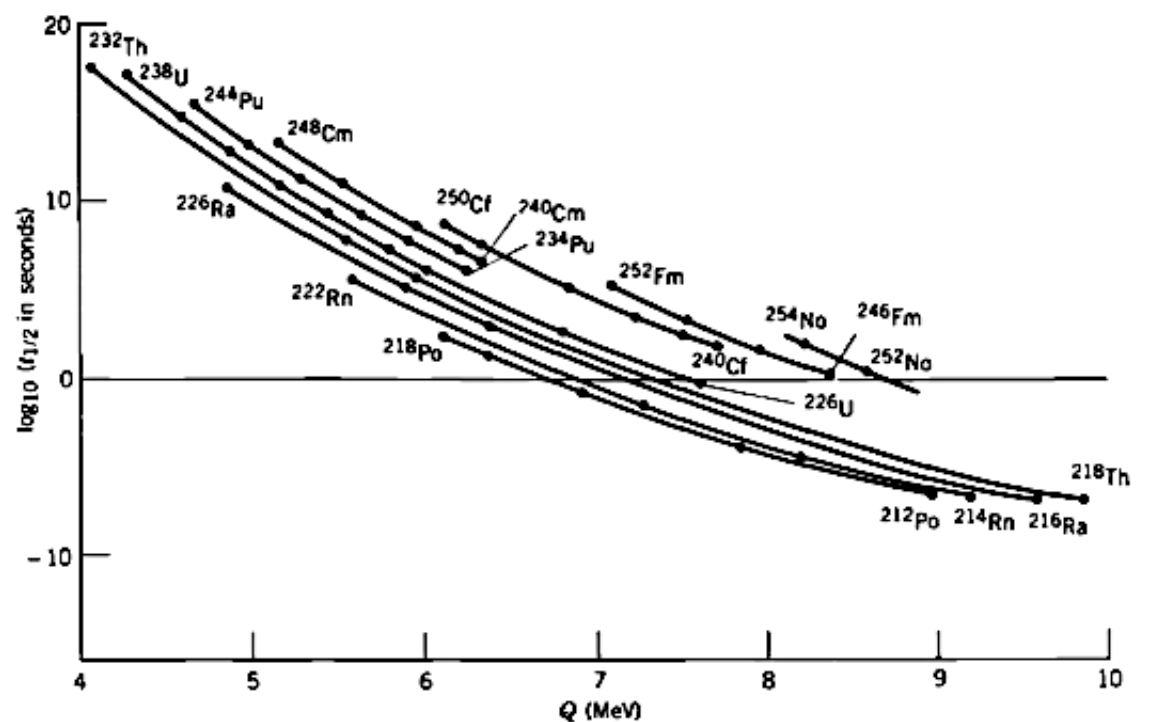 20
²³²Th
²³⁸U
²⁴⁴Pu
²⁴⁸Cm
10
²²⁶Ra
²⁵⁰Cf
²⁴⁰Cm
²³⁴Pu
²²²Rn
²⁵²Fm
²¹⁸Po
²⁵⁴No
²⁴⁶Fm
²⁴⁰Cf
²⁵²No
0
²²⁶U
log₁₀ (t₁/₂ in seconds)
²¹⁸Th
²¹²Po ²¹⁴Rn ²¹⁶Ra
-10
4 5 6 7 8 9 10
Q (MeV)